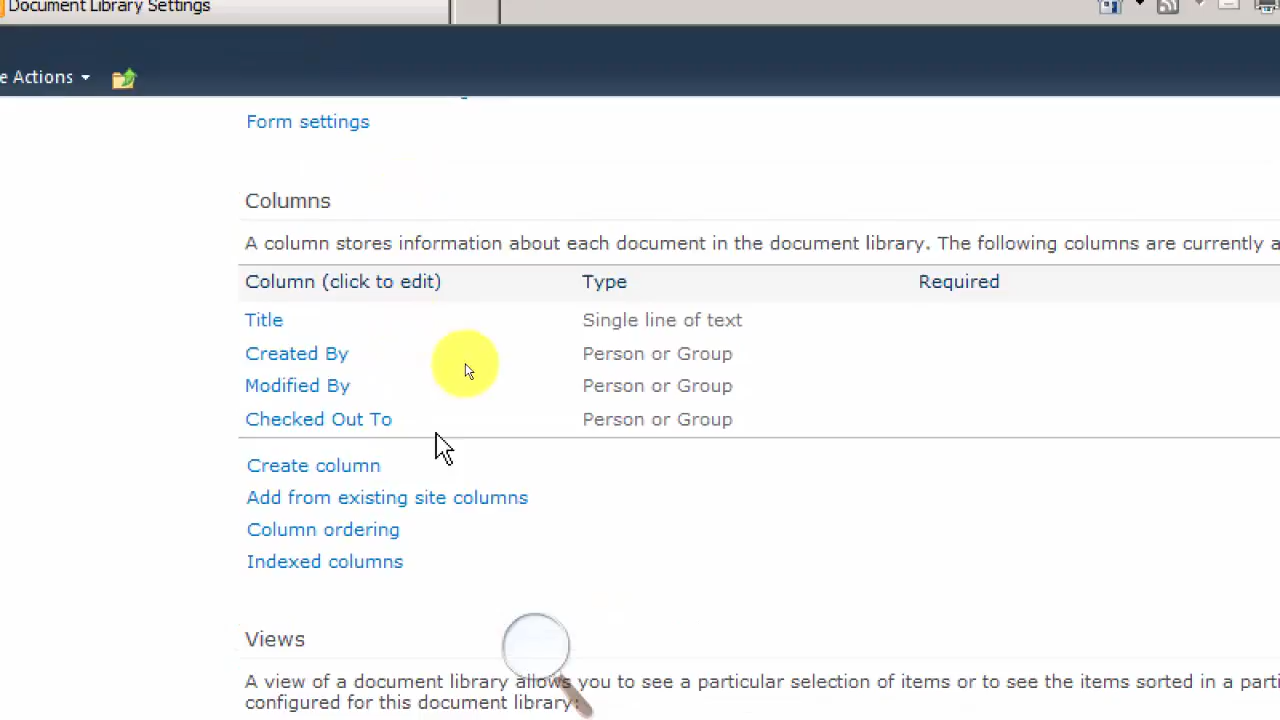 Document Library Settings
e Actions
Form settings
Columns
A column stores information about each document in the document library. The following columns are currently a
Column (click to edit) Type Required
Title Single line of text
Created By Person or Group
Modified By Person or Group
Checked Out To Person or Group
Create column
Add from existing site columns
Column ordering
Indexed columns
Views
A view of a document library allows you to see a particular selection of items or to see the items sorted in a parti
configured for this document library: